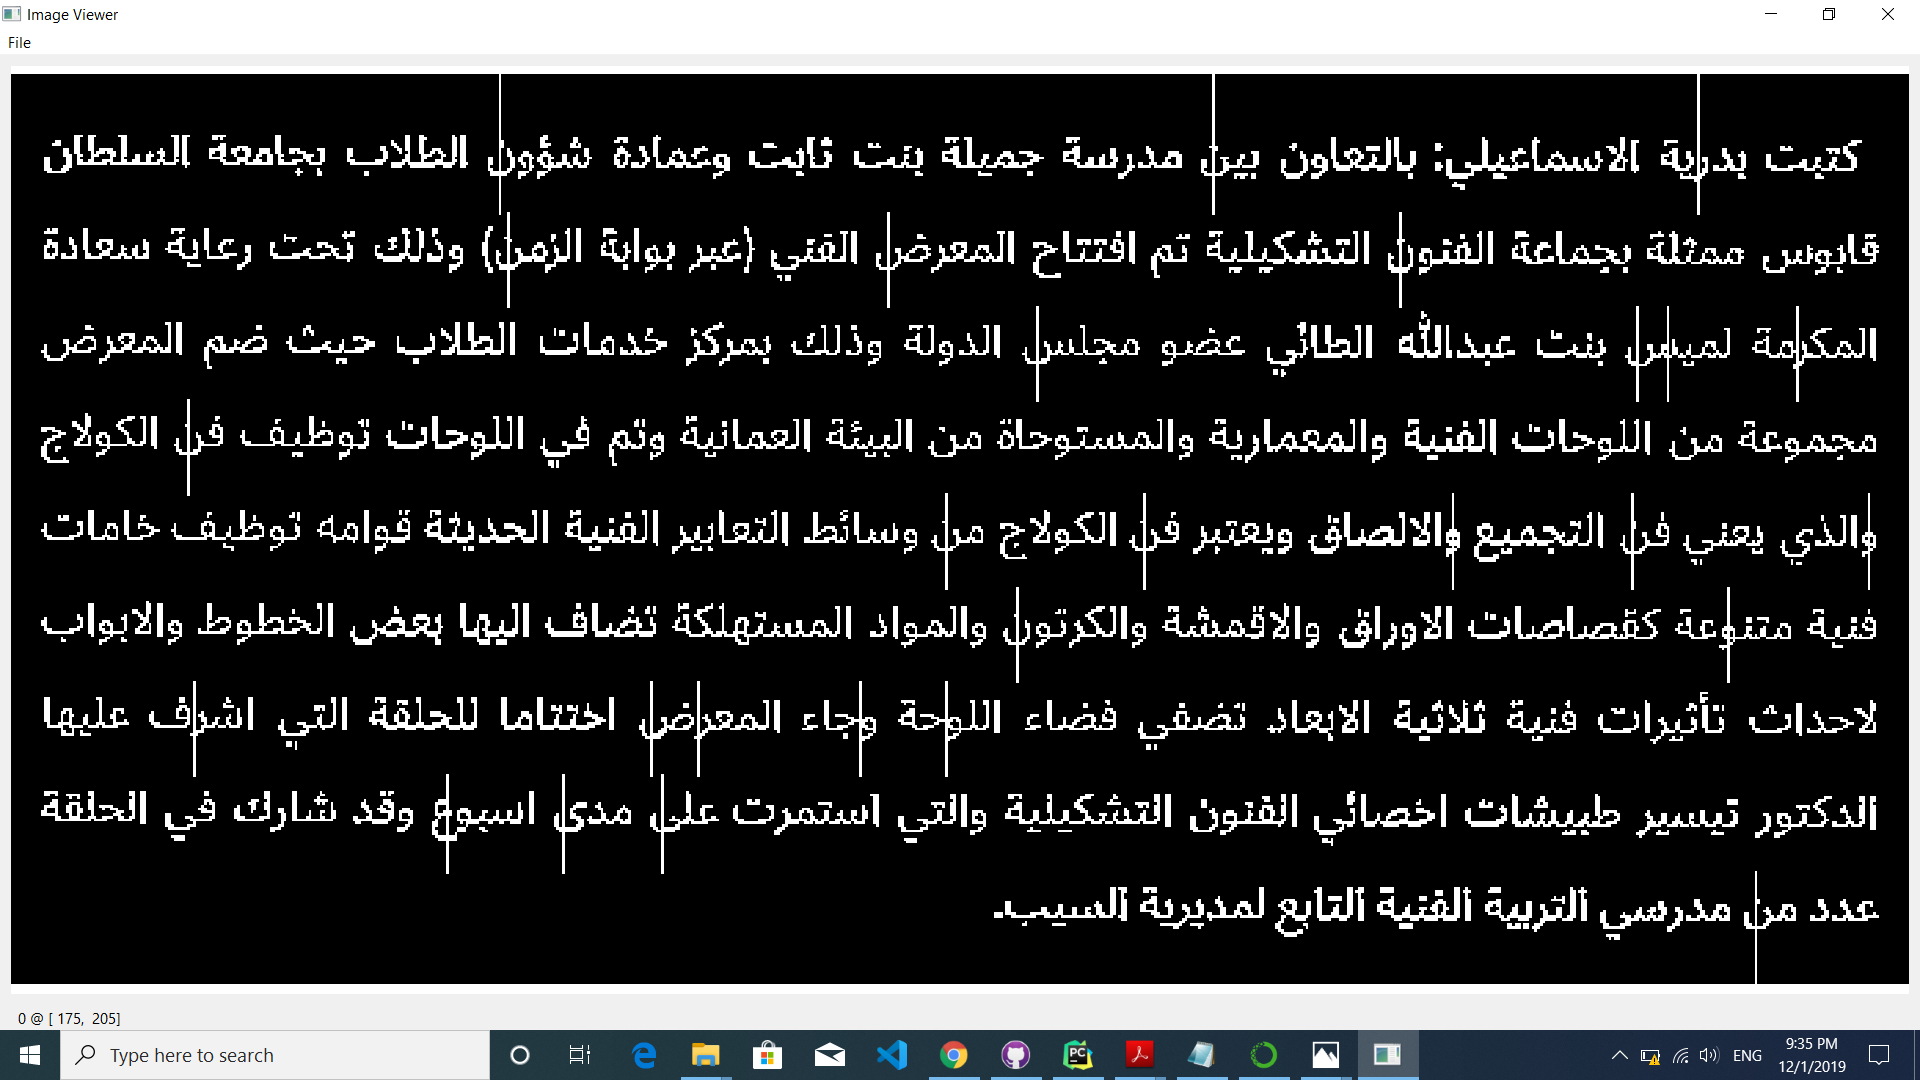 Image Viewer
File
كتبت بدرية الاسماعيلي: بالتعاون بين مدرسة جميلة بنت ثابت وعمادة شؤون الطلاب بجامعة السلطان
قابوس ممثلة بجماعة الفنون التشكيلية تم افتتاح المعرض الفني (عبر بوابة الزمن) وذلك تحت رعاية سعادة
المكرمة لميس بنت عبدالله الطائي عضو مجلس الدولة وذلك بمركز خدمات الطلاب حيث ضم المعرض
مجموعة من اللوحات الفنية والمعمارية والمستوحاة من البيئة العمانية وتم في اللوحات توظيف فن الكولاج
والذي يعني فن التجميع والالصاق ويعتبر فن الكولاج من وسائط التعابير الفنية الحديثة قوامه توظيف خامات
فنية متنوعة كقصاصات الاوراق والاقمشة والكرتون والمواد المستهلكة تضاف اليها بعض الخطوط والابواب
لاحداث تأثيرات فنية ثلاثية الابعاد تضفي فضاء اللوحة وجاء المعرض اختتاما للحلقة التي اشرف عليها
الدكتور تيسير طبيشات اخصائي الفنون التشكيلية والتي استمرت على مدى اسبوع وقد شارك في الحلقة
عدد من مدرسي التربية الفنية التابع لمديرية السيب.
0 @ [ 175, 205]
Type here to search
ENG
9:35 PM
12/1/2019